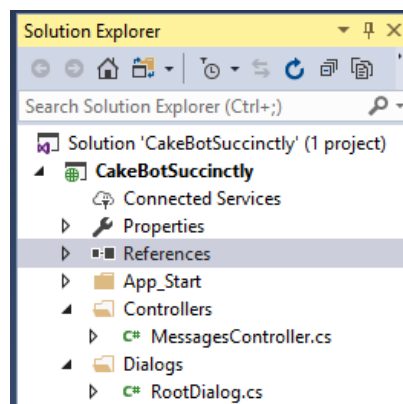 Solution Explorer
Search Solution Explorer (Ctrl+;)
Solution 'CakeBotSuccinctly' (1 project)
CakeBotSuccinctly
Connected Services
Properties
References
App_Start
Controllers
C# MessagesController.cs
Dialogs
C# RootDialog.cs